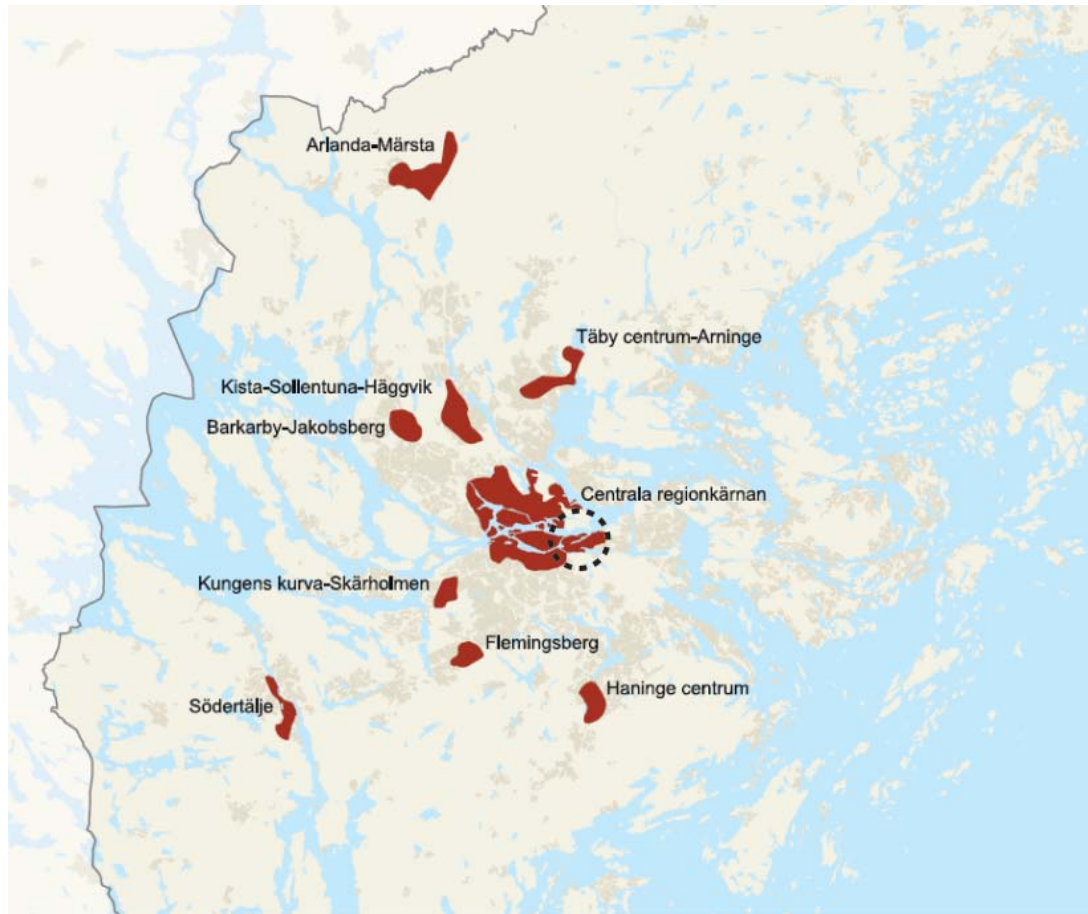 Arlanda-Märsta
Täby centrum-Arninge
Kista-Sollentuna-Häggvik
Barkarby-Jakobsberg
Centrala regionkärnan
Kungens kurva-Skärholmen
Flemingsberg
Haninge centrum
Södertälje